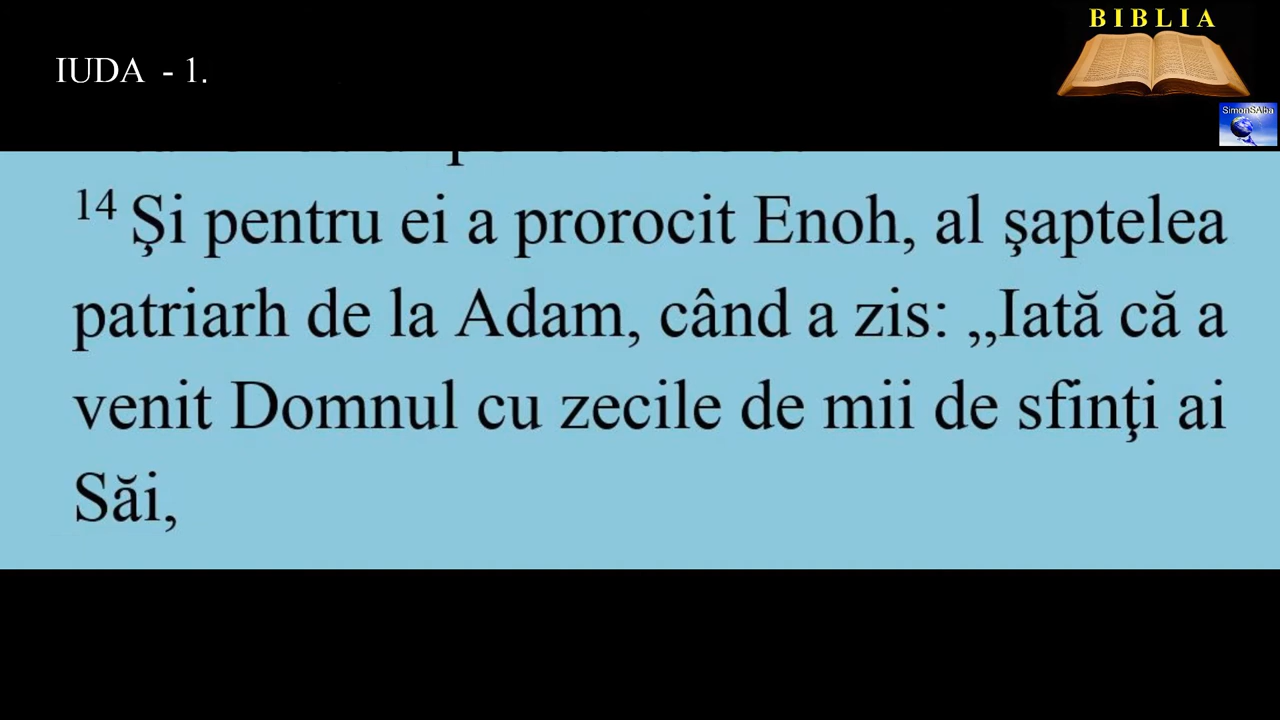 BIBLIA
IUDA - 1.
SimonSAlba
14 Şi pentru ei a prorocit Enoh, al şaptelea
patriarh de la Adam, când a zis: ,,Iată că a
venit Domnul cu zecile de mii de sfinţi ai
Săi,